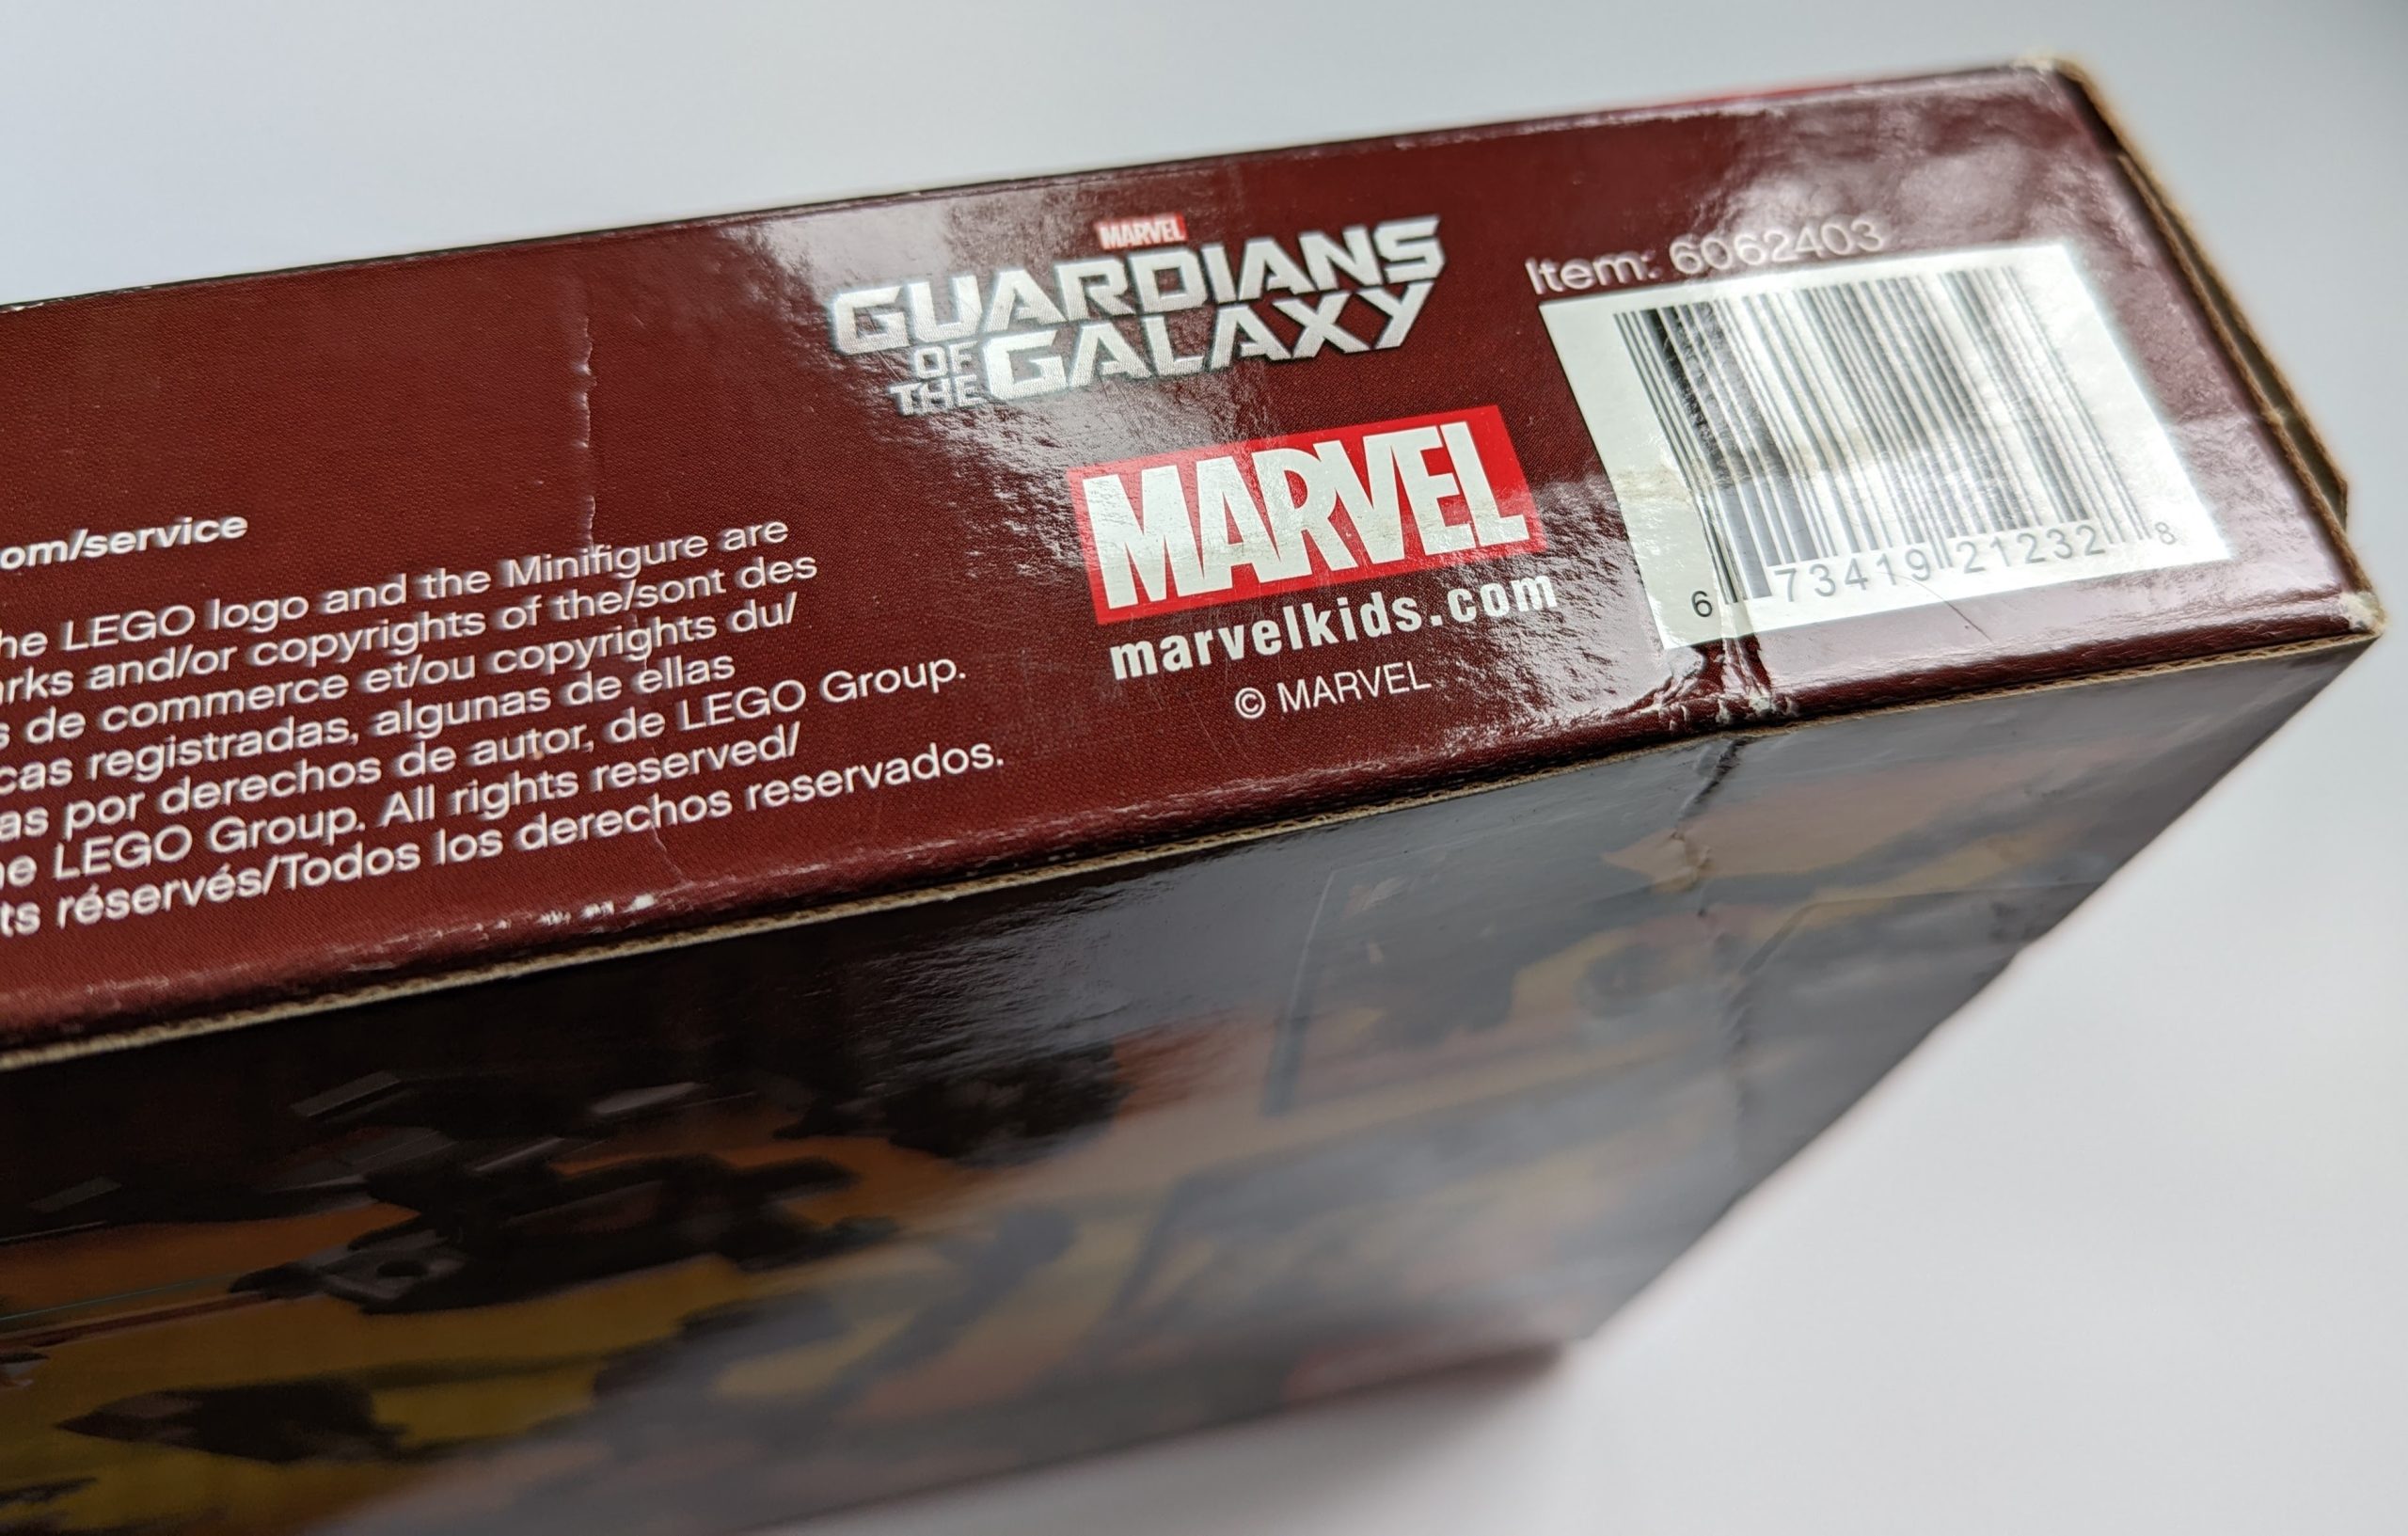 om/service
he LEGO logo and the Minifigure are
rks and/or copyrights of the/sont des
s de commerce et/ou copyrights du/
cas registradas, algunas de ellas
as por derechos de autor, de LEGO Group.
he LEGO Group. All rights reserved/
ts réservés/Todos los derechos reservados.
MARVEL
GUARDIANS
OF THE GALAXY
MARVEL
marvelkids.com
© MARVEL
Item: 6062403
6 73419 21232 8